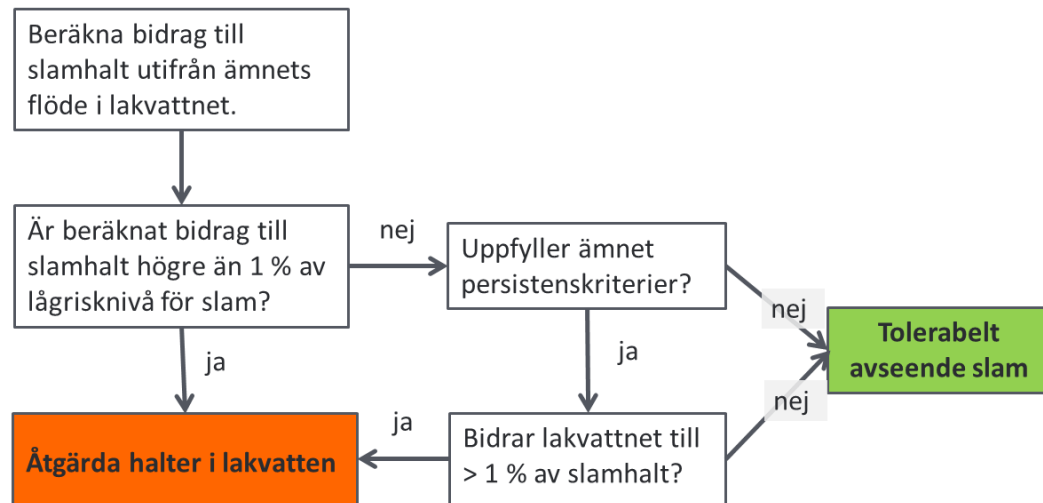 Beräkna bidrag till
slamhalt utifrån ämnets
flöde i lakvattnet.
Är beräknat bidrag till
slamhalt högre än 1 % av
lågrisknivå för slam?
nej
Uppfyller ämnet
persistenskriterier?
nej
Tolerabelt
avseende slam
ja
ja
nej
Åtgärda halter i lakvatten
ja
Bidrar lakvattnet till
> 1 % av slamhalt?